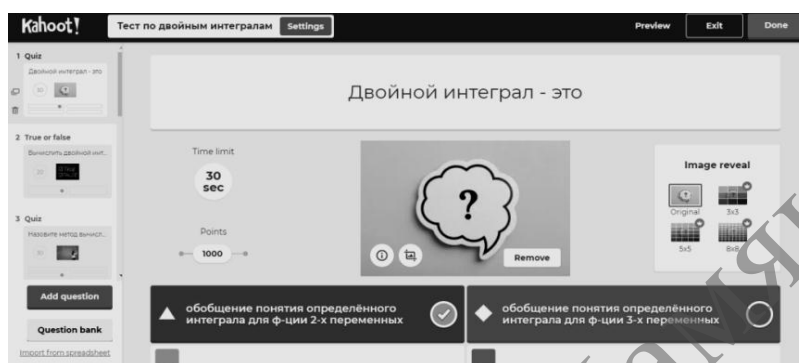 Kahoot!
Тест по двойным интегралам
Settings
Preview
Exit
Done
1 Quiz
Двойной интеграл - это
30
2 True or false
Вычислить двойной инт...
30
3 Quiz
Назовите метод вычисл...
30
Add question
Question bank
Import from spreadsheet
Двойной интеграл - это
Time limit
30
sec
Points
1000
?
Remove
Image reveal
Original
3x3
5x5
8x8
обобщение понятия определённого
интеграла для ф-ции 2-х переменных
обобщение понятия определённого
интеграла для ф-ции 3-х переменных